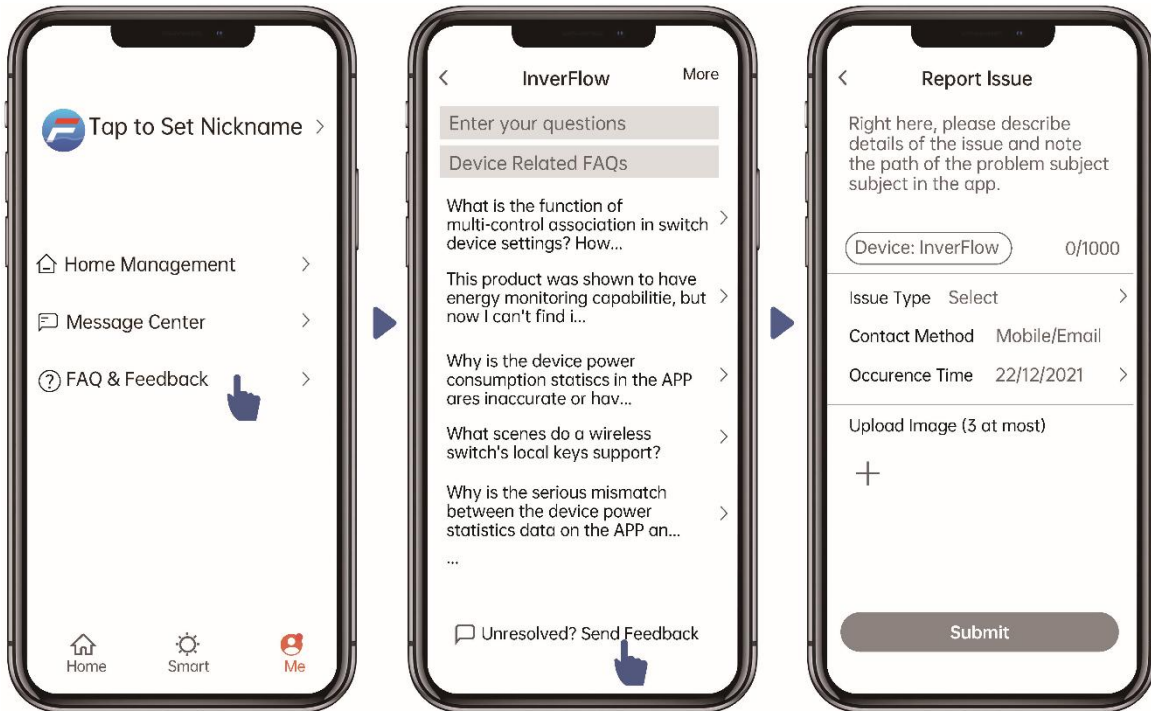 Tap to Set Nickname
Home Management
Message Center
FAQ & Feedback
Home
Smart
Me
InverFlow
More
Enter your questions
Device Related FAQs
What is the function of
multi-control association in switch
device settings? How...
This product was shown to have
energy monitoring capabilitie, but
now I can't find i...
Why is the device power
consumption statiscs in the APP
ares inaccurate or hav...
What scenes do a wireless
switch's local keys support?
Why is the serious mismatch
between the device power
statistics data on the APP an...
...
Unresolved? Send Feedback
Report Issue
Right here, please describe
details of the issue and note
the path of the problem subject
subject in the app.
Device: InverFlow 0/1000
Issue Type Select
Contact Method Mobile/Email
Occurence Time 22/12/2021
Upload Image (3 at most)
Submit